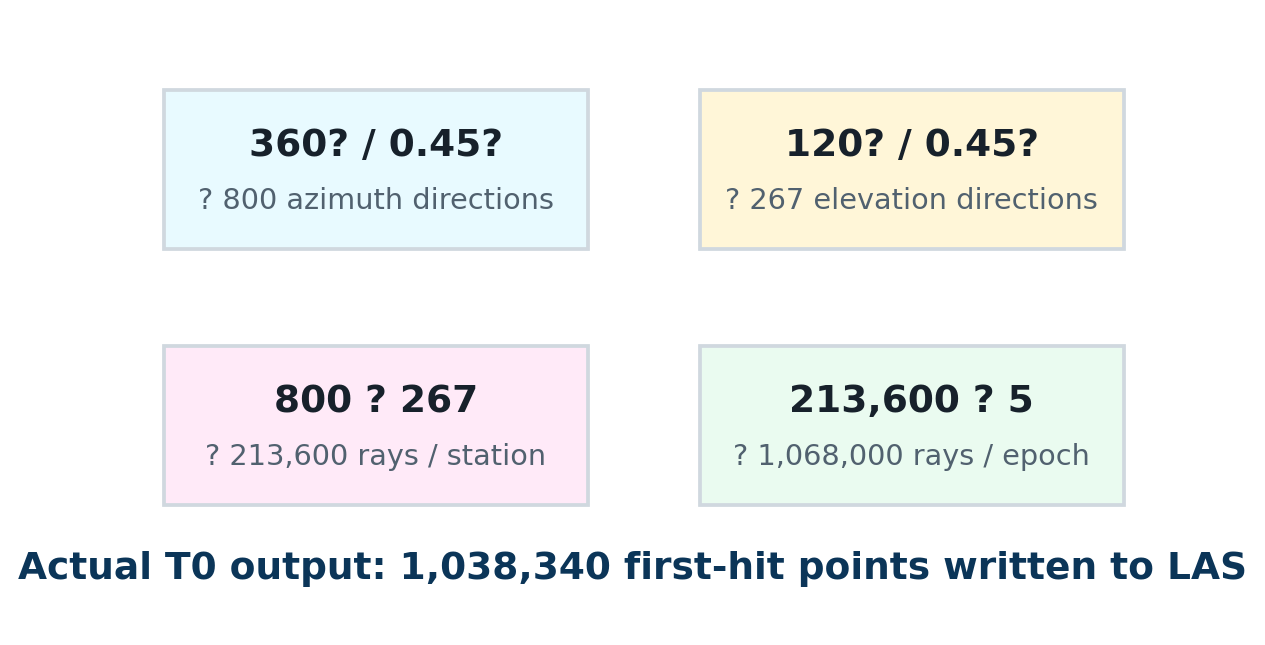 360? / 0.45?
? 800 azimuth directions
120? / 0.45?
? 267 elevation directions
800 ? 267
? 213,600 rays / station
213,600 ? 5
? 1,068,000 rays / epoch
Actual T0 output: 1,038,340 first-hit points written to LAS